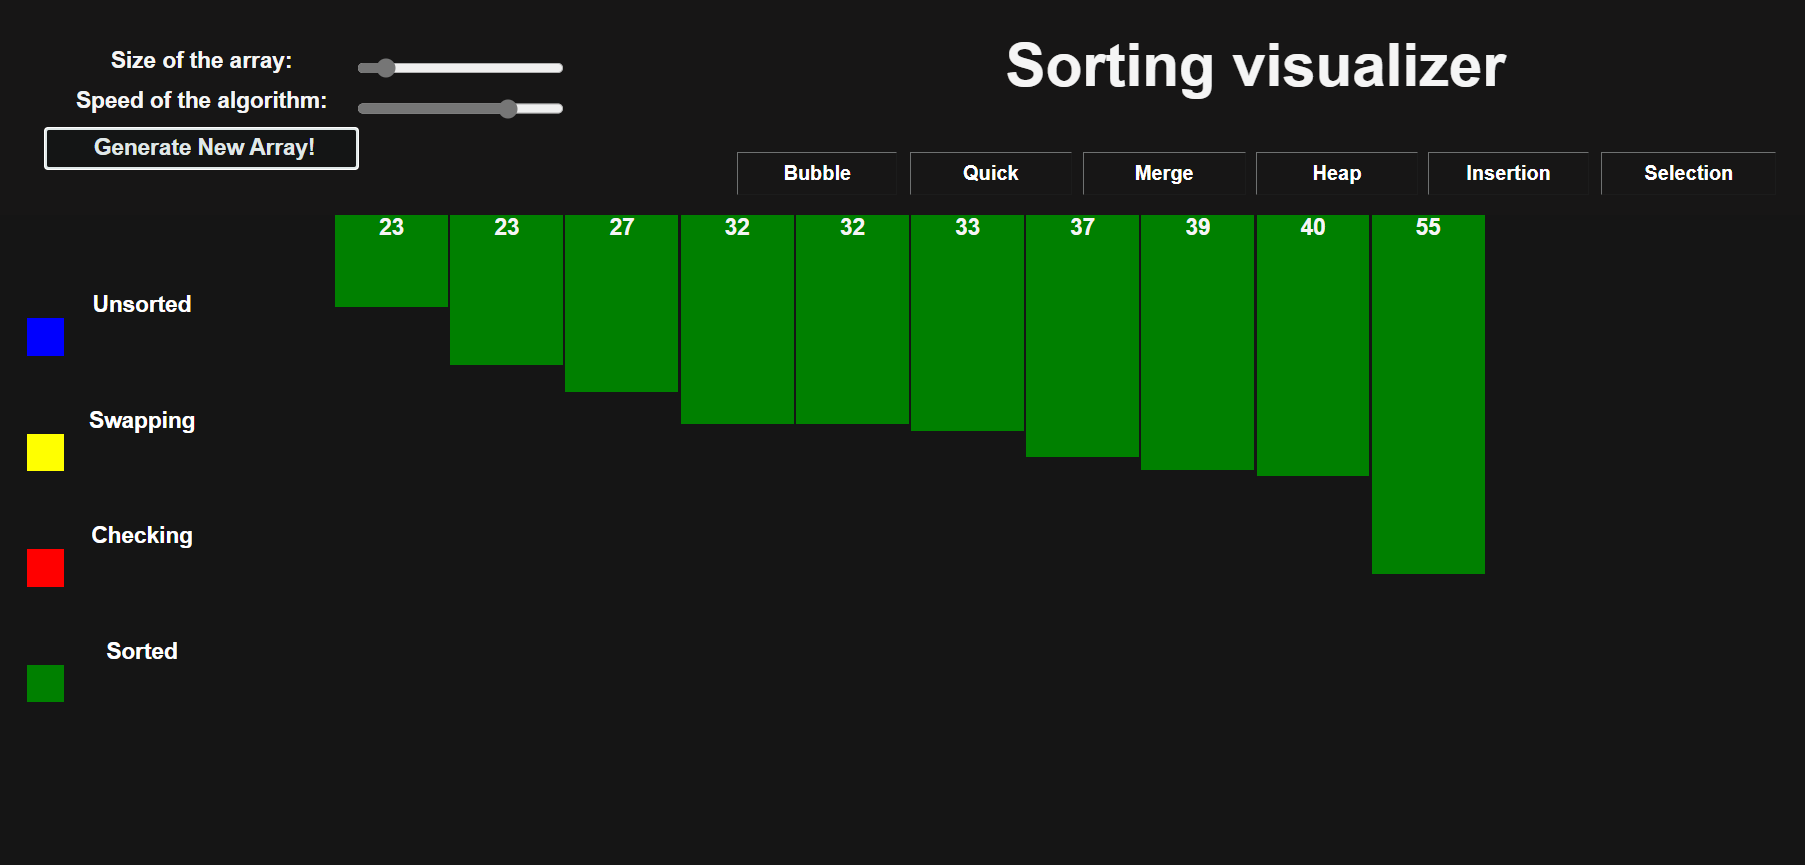 Size of the array:
Speed of the algorithm:
Generate New Array!
Sorting visualizer
Bubble Quick Merge Heap Insertion Selection
23 23 27 32 32 33 37 39 40 55
Unsorted
Swapping
Checking
Sorted